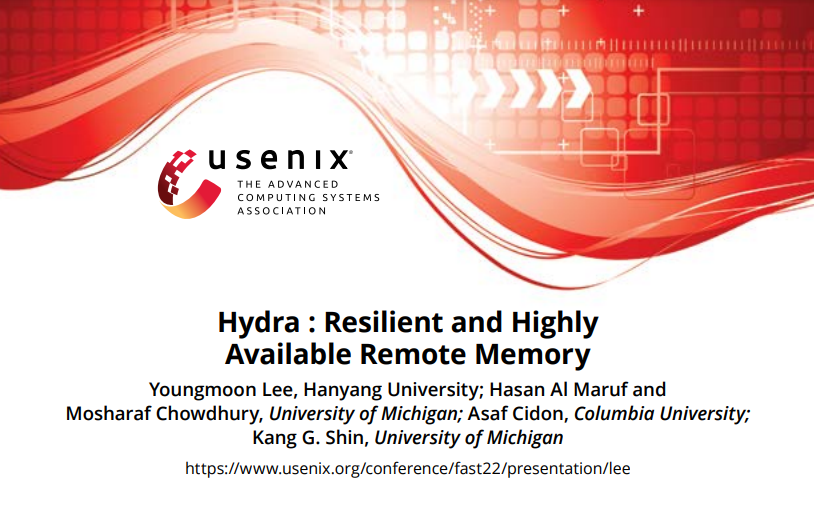 usenix®
THE ADVANCED
COMPUTING SYSTEMS
ASSOCIATION
Hydra : Resilient and Highly
Available Remote Memory
Youngmoon Lee, Hanyang University; Hasan Al Maruf and
Mosharaf Chowdhury, University of Michigan; Asaf Cidon, Columbia University;
Kang G. Shin, University of Michigan
https://www.usenix.org/conference/fast22/presentation/lee